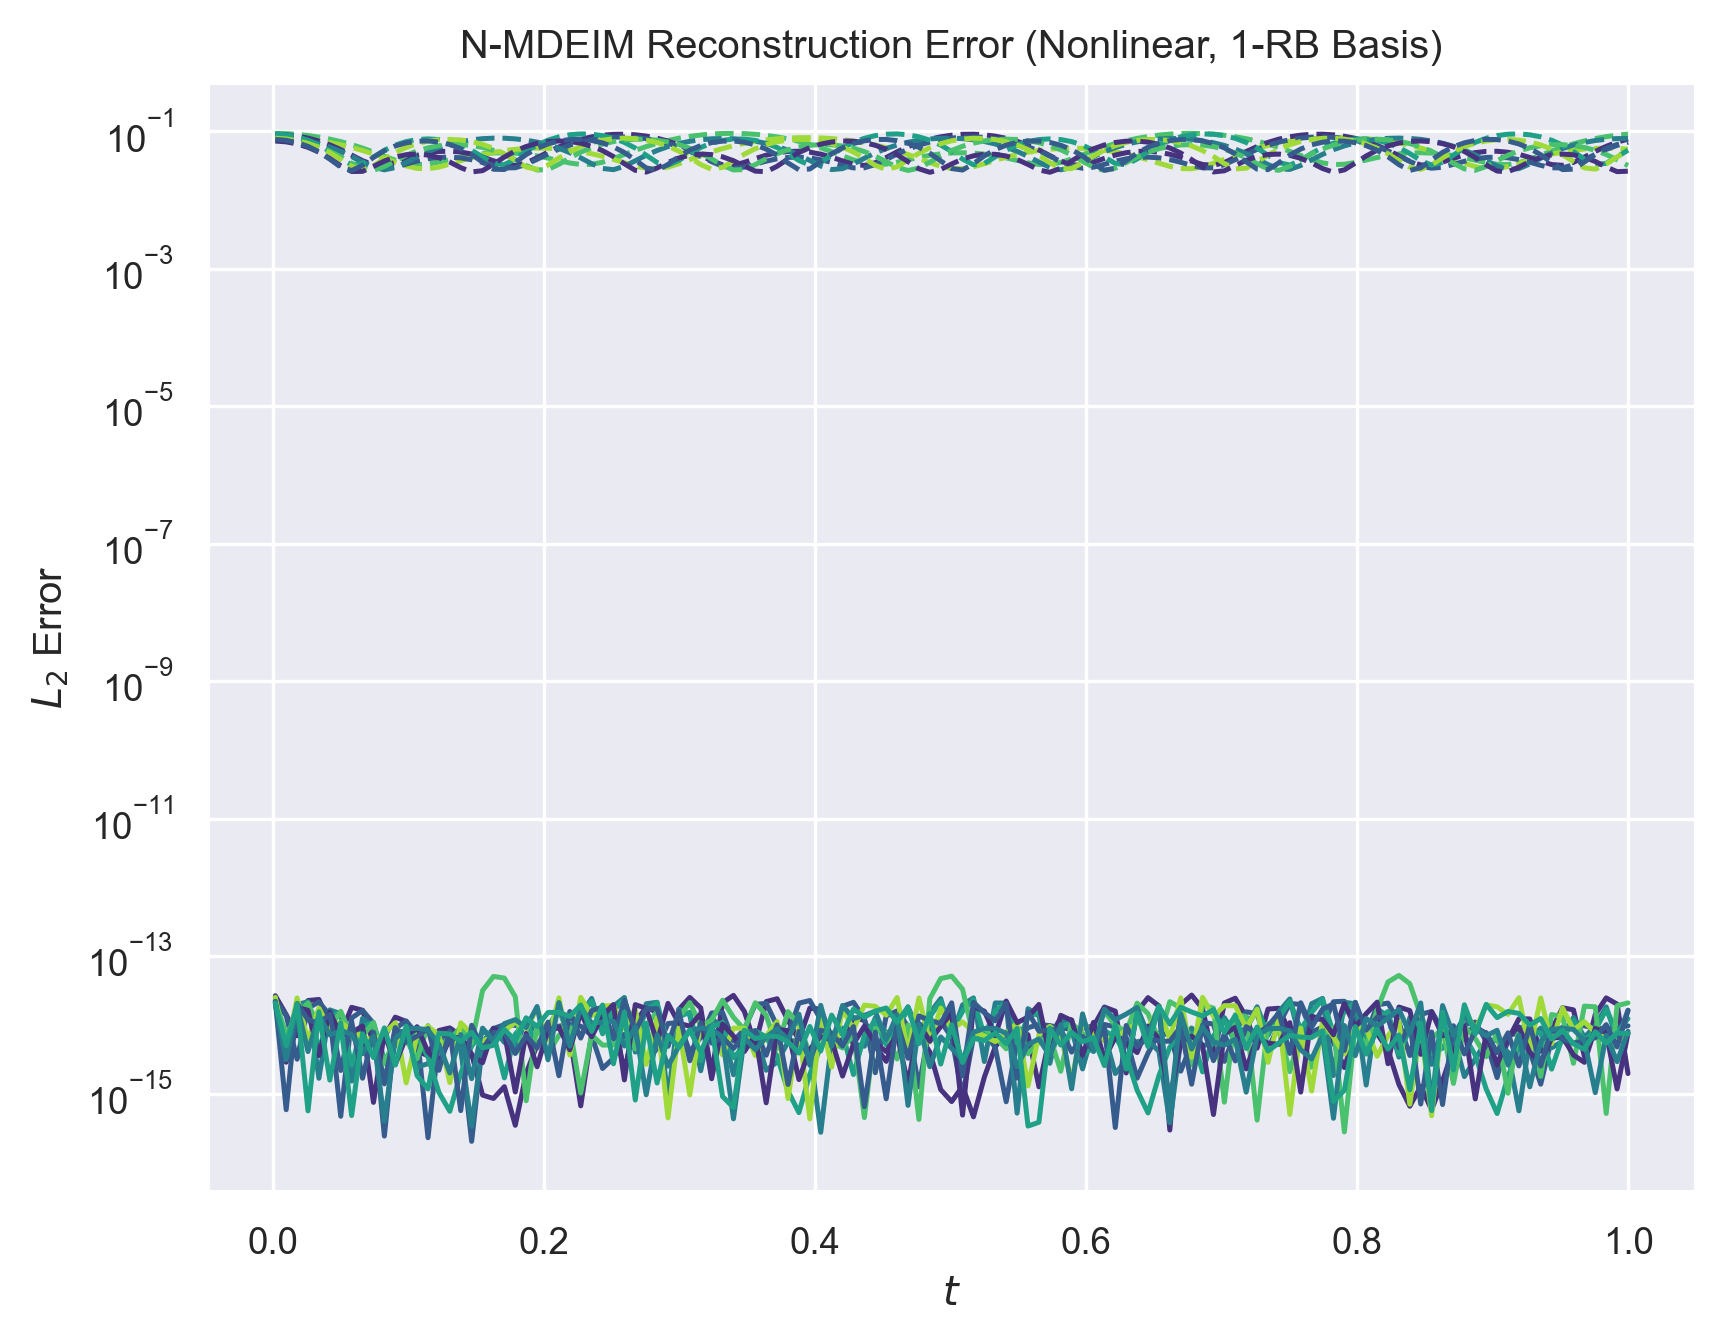 N-MDEIM Reconstruction Error (Nonlinear, 1-RB Basis)
10⁻¹
10⁻³
10⁻⁵
10⁻⁷
10⁻⁹
10⁻¹¹
10⁻¹³
10⁻¹⁵
L₂ Error
0.0 0.2 0.4 0.6 0.8 1.0
t